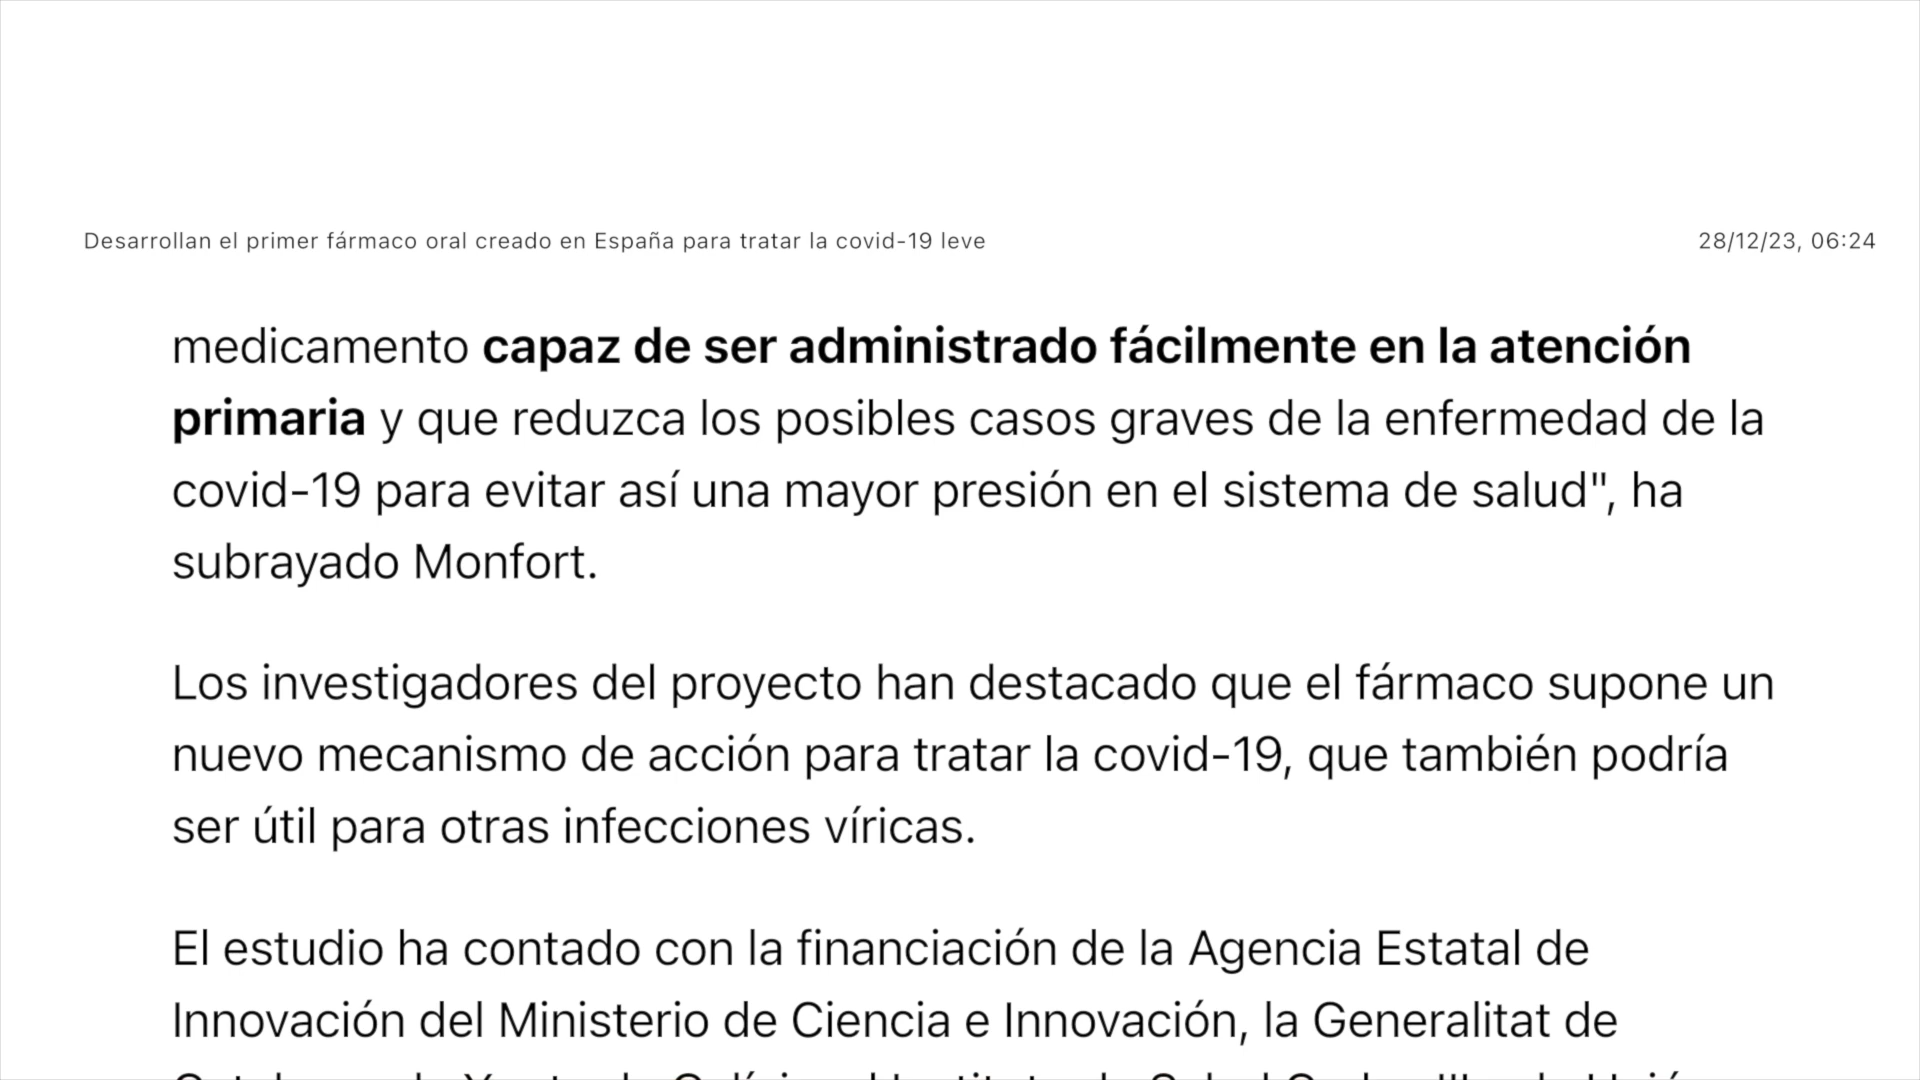 Desarrollan el primer fármaco oral creado en España para tratar la covid-19 leve
28/12/23, 06:24
medicamento capaz de ser administrado fácilmente en la atención
primaria y que reduzca los posibles casos graves de la enfermedad de la
covid-19 para evitar así una mayor presión en el sistema de salud", ha
subrayado Monfort.
Los investigadores del proyecto han destacado que el fármaco supone un
nuevo mecanismo de acción para tratar la covid-19, que también podría
ser útil para otras infecciones víricas.
El estudio ha contado con la financiación de la Agencia Estatal de
Innovación del Ministerio de Ciencia e Innovación, la Generalitat de